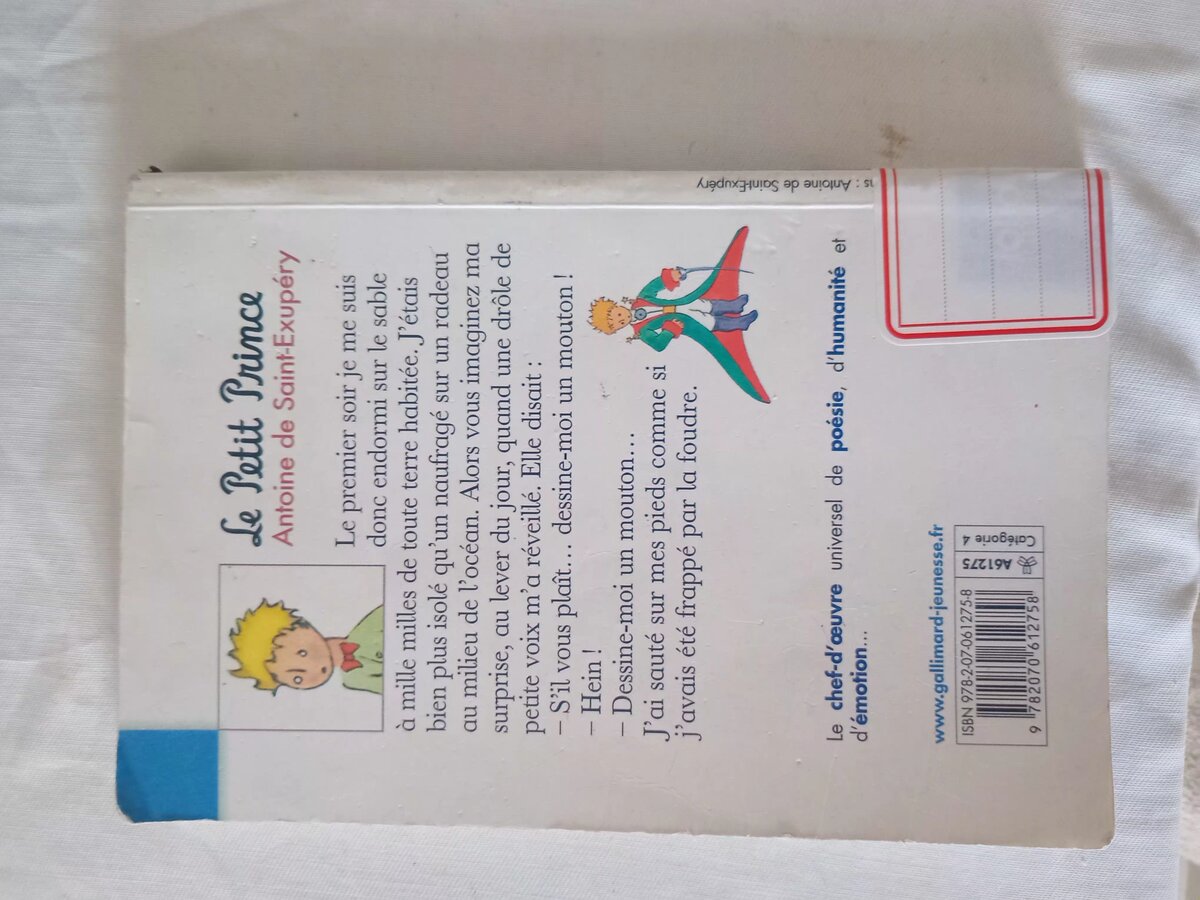 Le Petit Prince
Antoine de Saint-Exupéry
Le premier soir je me suis
donc endormi sur le sable
à mille milles de toute terre habitée. J'étais
bien plus isolé qu'un naufragé sur un radeau
au milieu de l'océan. Alors vous imaginez ma
surprise, au lever du jour, quand une drôle de
petite voix m'a réveillé. Elle disait :
– S'il vous plaît... dessine-moi un mouton !
– Hein !
– Dessine-moi un mouton...
J'ai sauté sur mes pieds comme si
j'avais été frappé par la foudre.
Le chef-d'œuvre universel de poésie, d'humanité et
d'émotion...
www.gallimard-jeunesse.fr
ISBN 978-2-07-061275-8
9 782070 612758
A61275
Catégorie 4
: Antoine de Saint-Exupéry